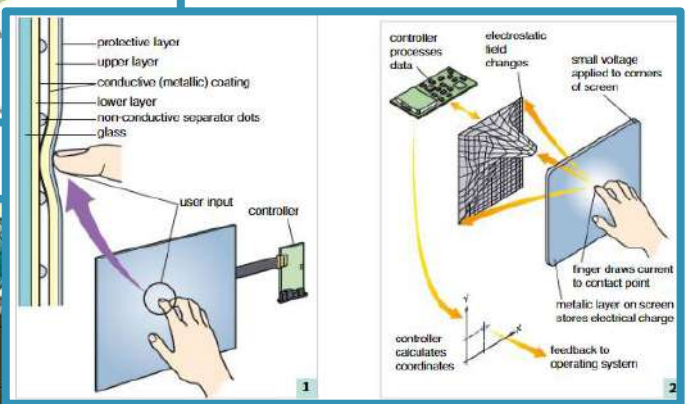 protective layer
upper layer
conductive (metallic) coating
lower layer
non-conductive separator dots
glass
user input
controller
1
controller
processes
data
electrostatic
field
changes
small voltage
applied to corners
of screen
finger draws current
to contact point
metalic layer on screen
stores electrical charge
Y
X
controller
calculates
coordinates
feedback to
operating system
2